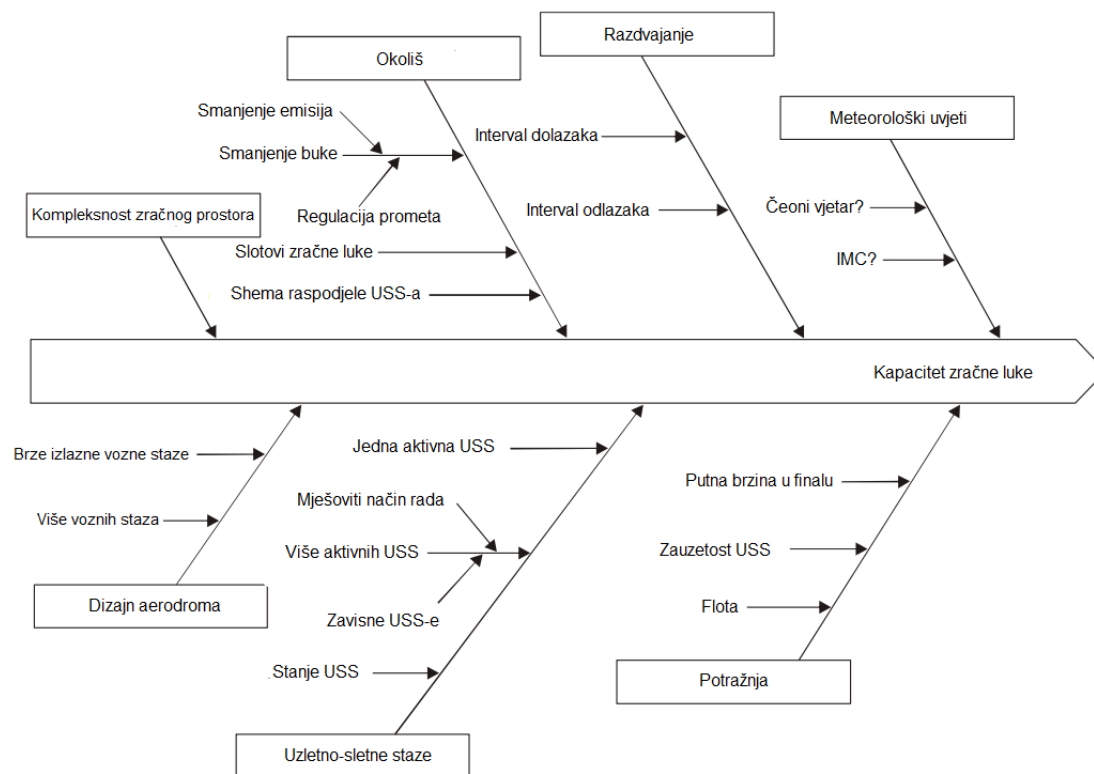 Razdvajanje
Okoliš
Smanjenje emisija
Meteorološki uvjeti
Interval dolazaka
Smanjenje buke
Čeoni vjetar?
Interval odlazaka
Kompleksnost zračnog prostora
Regulacija prometa
Slotovi zračne luke
IMC?
Shema raspodjele USS-a
Kapacitet zračne luke
Jedna aktivna USS
Brze izlazne vozne staze
Putna brzina u finalu
Mješoviti način rada
Više voznih staza
Više aktivnih USS
Zauzetost USS
Dizajn aerodroma
Flota
Zavisne USS-e
Stanje USS
Potražnja
Uzletno-sletne staze